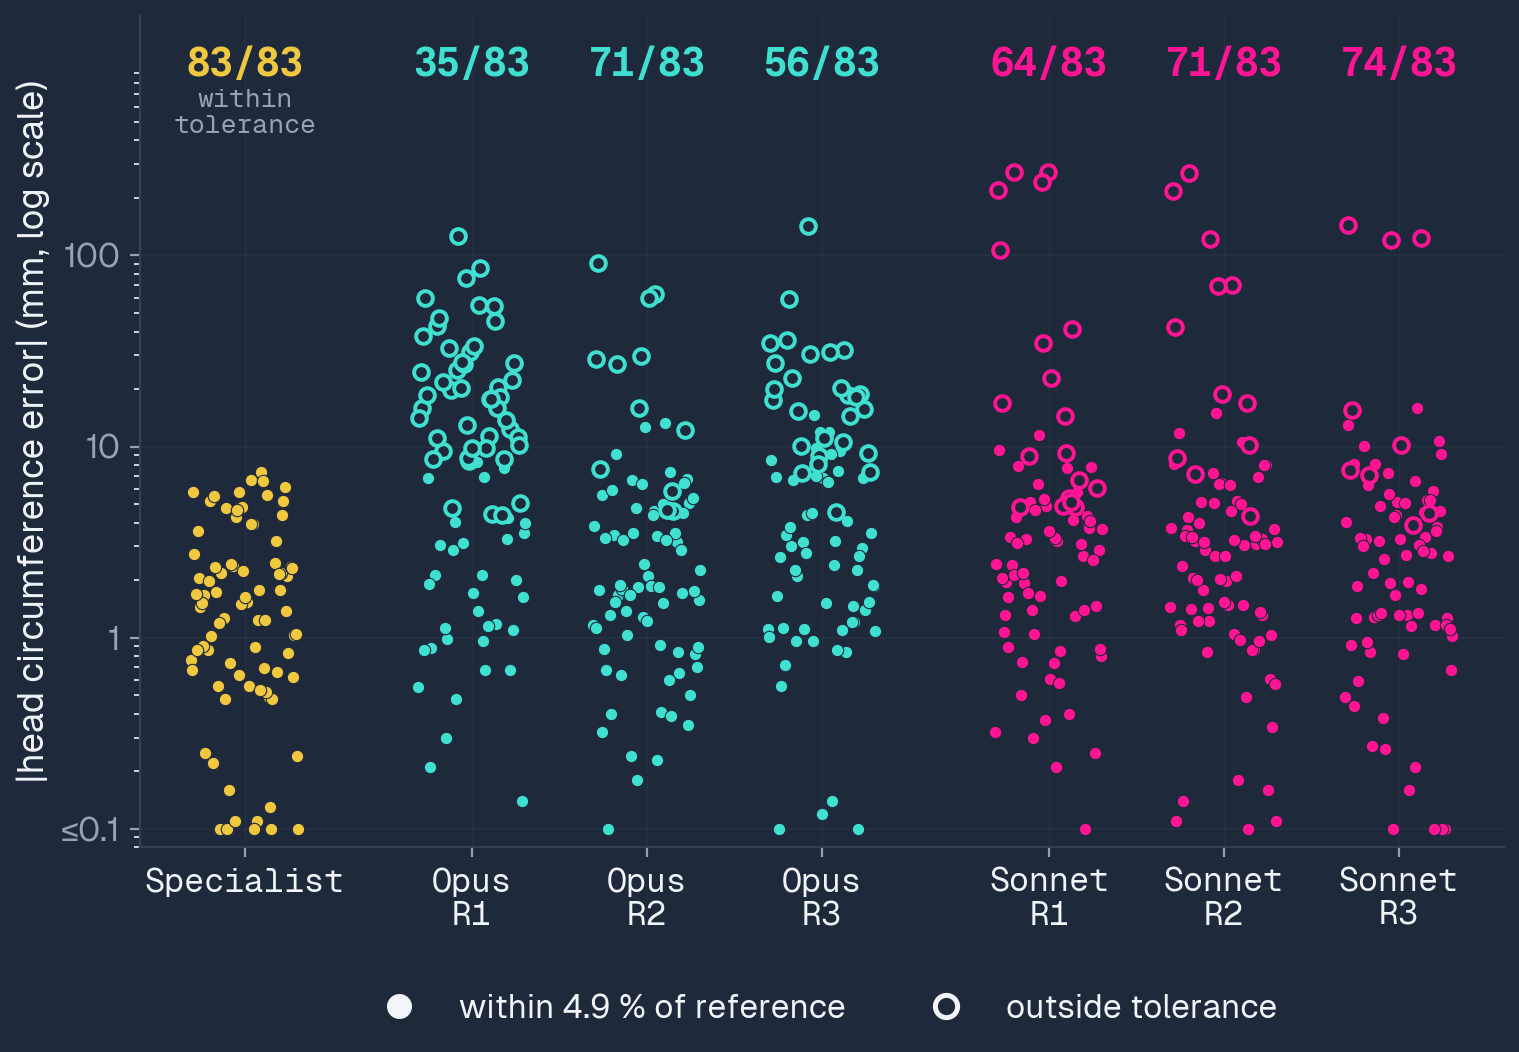 83/83
35/83
71/83
56/83
64/83
71/83
74/83
within
tolerance
|head circumference error| (mm, log scale)
100
10
1
≤0.1
Specialist
Opus
R1
Opus
R2
Opus
R3
Sonnet
R1
Sonnet
R2
Sonnet
R3
within 4.9 % of reference
outside tolerance